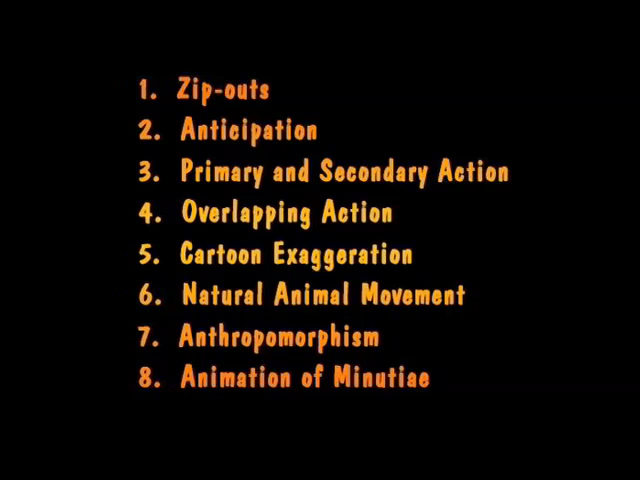 1. Zip-outs
2. Anticipation
3. Primary and Secondary Action
4. Overlapping Action
5. Cartoon Exaggeration
6. Natural Animal Movement
7. Anthropomorphism
8. Animation of Minutiae